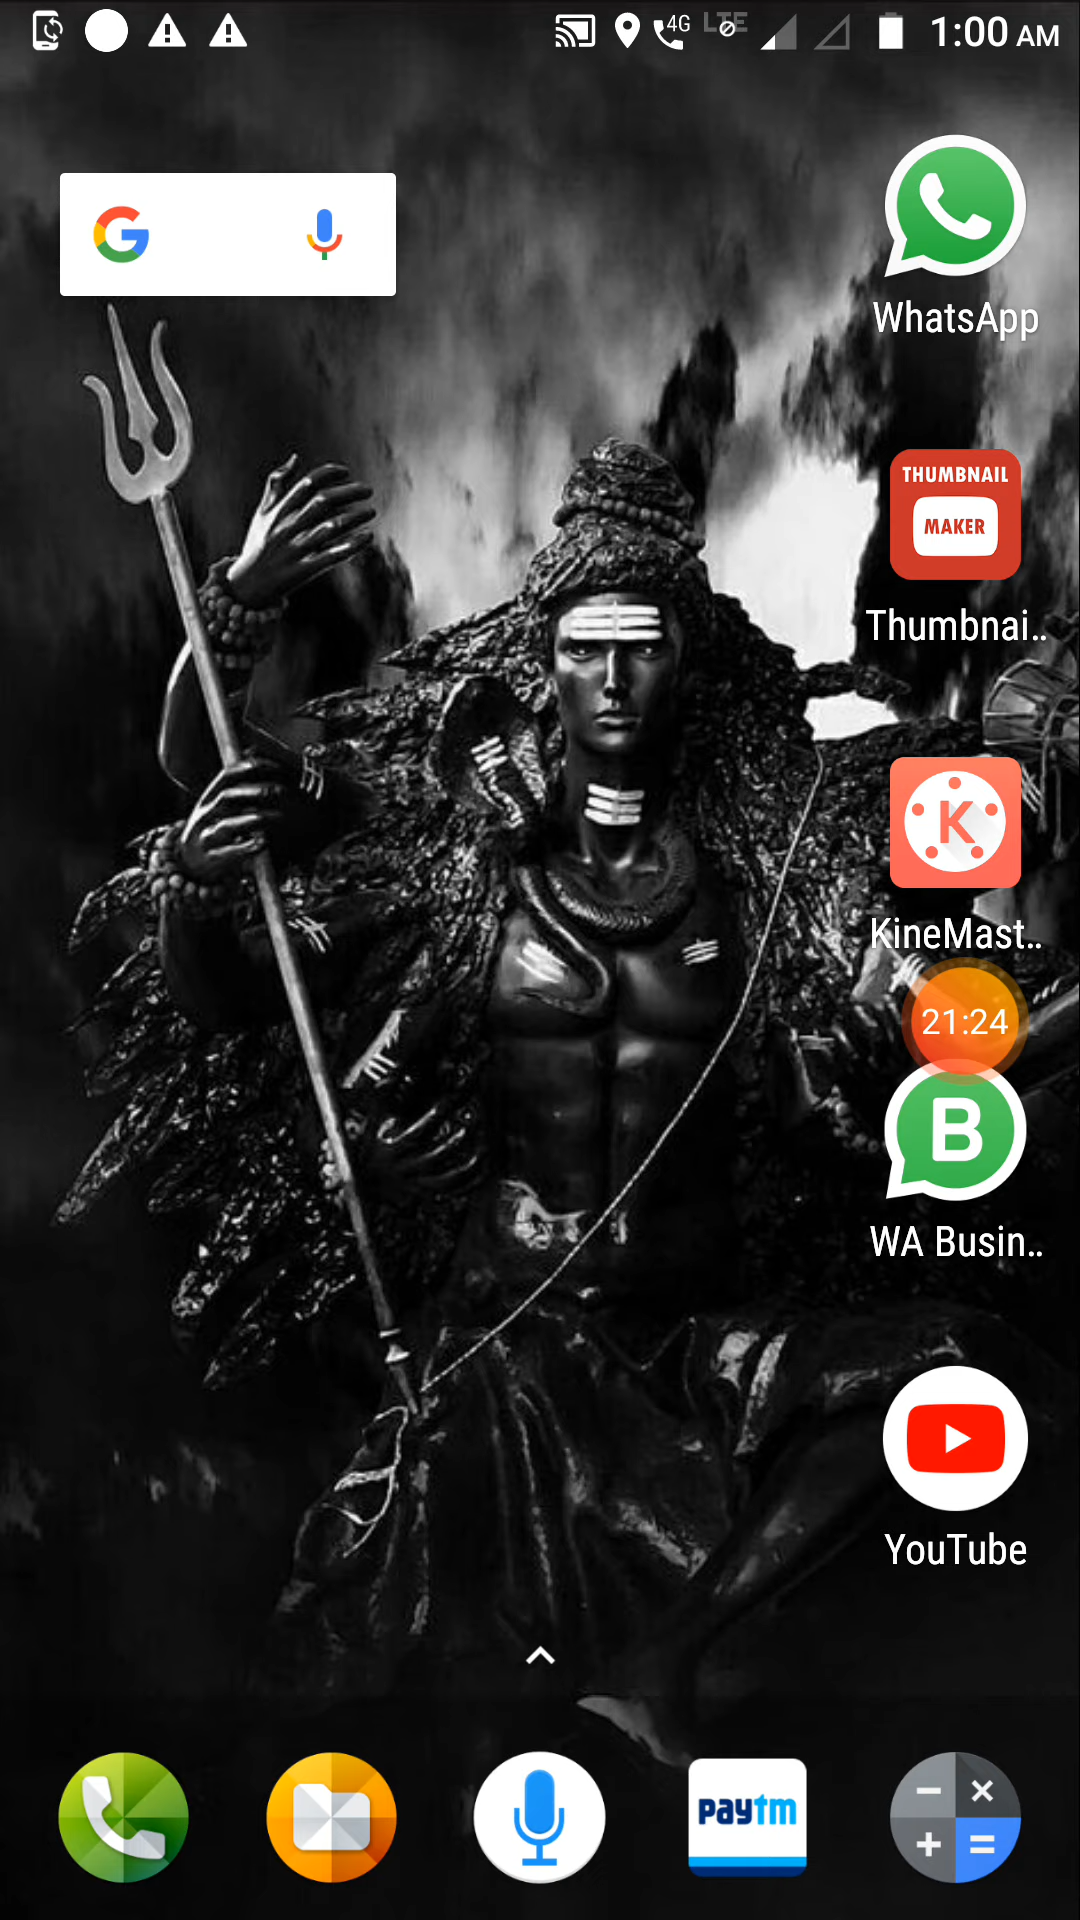 4G LTE 1:00 AM
G
WhatsApp
THUMBNAIL
MAKER
Thumbnai..
K
KineMast..
21:24
B
WA Busin..
YouTube
paytm